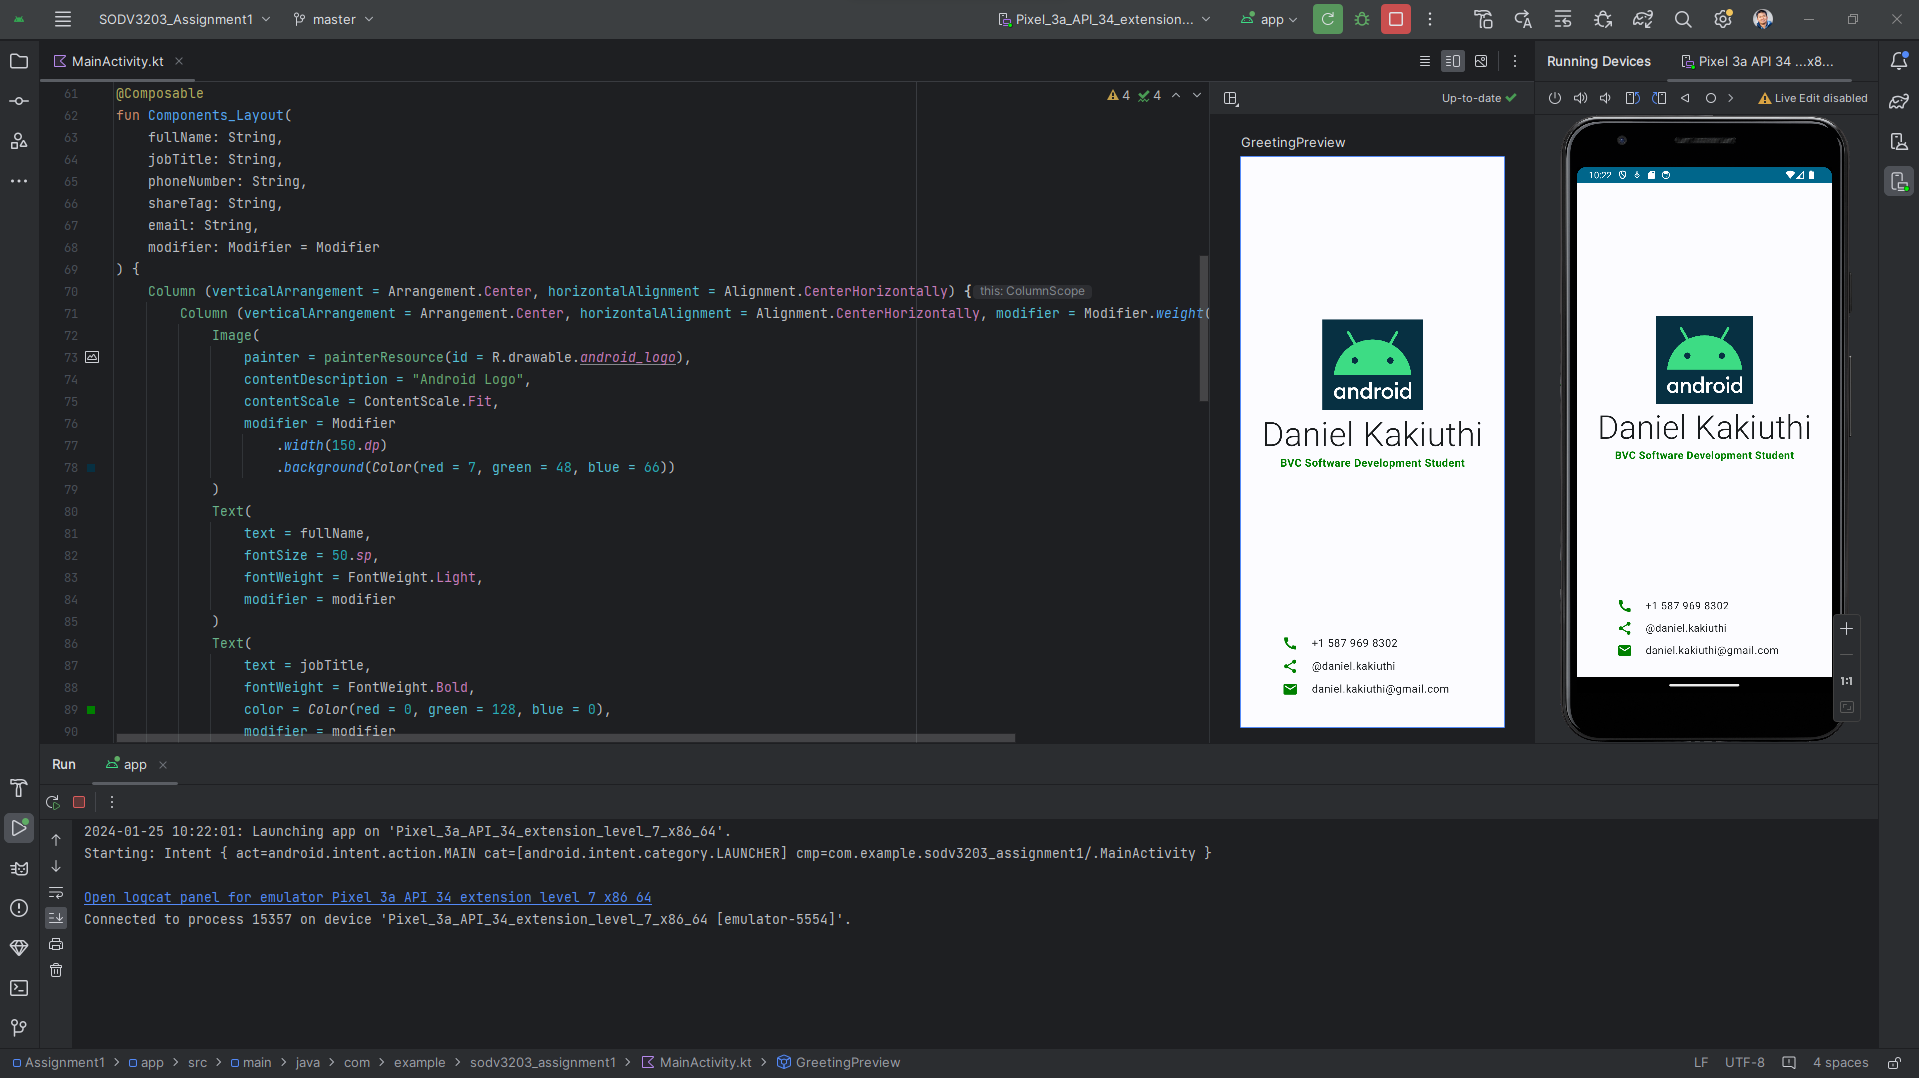 SODV3203_Assignment1
master
Pixel_3a_API_34_extension...
app
MainActivity.kt
Running Devices
Pixel 3a API 34 ...x8...
61 @Composable
62 fun Components_Layout(
63 fullName: String,
64 jobTitle: String,
65 phoneNumber: String,
66 shareTag: String,
67 email: String,
68 modifier: Modifier = Modifier
69 ) {
70 Column (verticalArrangement = Arrangement.Center, horizontalAlignment = Alignment.CenterHorizontally) { this: ColumnScope
71 Column (verticalArrangement = Arrangement.Center, horizontalAlignment = Alignment.CenterHorizontally, modifier = Modifier.weight(
72 Image(
73 painter = painterResource(id = R.drawable.android_logo),
74 contentDescription = "Android Logo",
75 contentScale = ContentScale.Fit,
76 modifier = Modifier
77 .width(150.dp)
78 .background(Color(red = 7, green = 48, blue = 66))
79 )
80 Text(
81 text = fullName,
82 fontSize = 50.sp,
83 fontWeight = FontWeight.Light,
84 modifier = modifier
85 )
86 Text(
87 text = jobTitle,
88 fontWeight = FontWeight.Bold,
89 color = Color(red = 0, green = 128, blue = 0),
90 modifier = modifier
4 4
Up-to-date
GreetingPreview
android
Daniel Kakiuthi
BVC Software Development Student
+1 587 969 8302
@daniel.kakiuthi
daniel.kakiuthi@gmail.com
Live Edit disabled
10:22
android
Daniel Kakiuthi
BVC Software Development Student
+1 587 969 8302
@daniel.kakiuthi
daniel.kakiuthi@gmail.com
1:1
Run
app
2024-01-25 10:22:01: Launching app on 'Pixel_3a_API_34_extension_level_7_x86_64'.
Starting: Intent { act=android.intent.action.MAIN cat=[android.intent.category.LAUNCHER] cmp=com.example.sodv3203_assignment1/.MainActivity }
Open logcat panel for emulator Pixel 3a API 34 extension level 7 x86 64
Connected to process 15357 on device 'Pixel_3a_API_34_extension_level_7_x86_64 [emulator-5554]'.
Assignment1 > app > src > main > java > com > example > sodv3203_assignment1 > MainActivity.kt > GreetingPreview
LF UTF-8 4 spaces